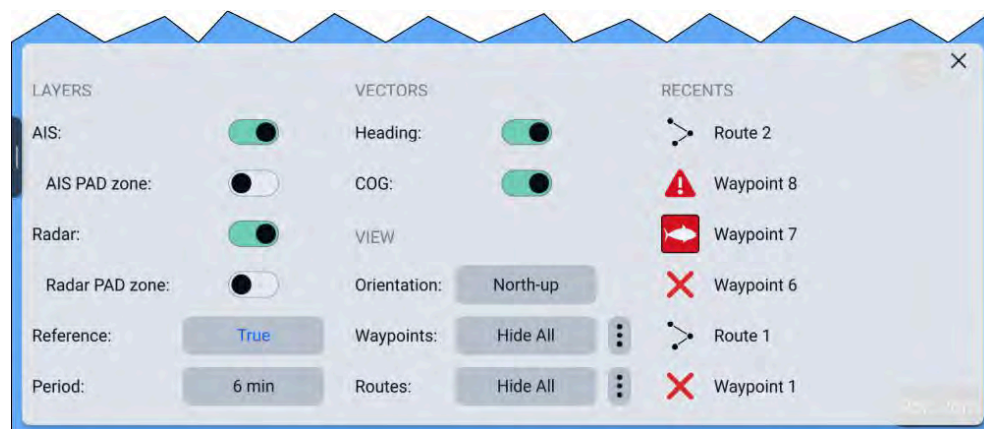 LAYERS
AIS:
AIS PAD zone:
Radar:
Radar PAD zone:
Reference: True
Period: 6 min
VECTORS
Heading:
COG:
VIEW
Orientation: North-up
Waypoints: Hide All
Routes: Hide All
RECENTS
Route 2
Waypoint 8
Waypoint 7
Waypoint 6
Route 1
Waypoint 1